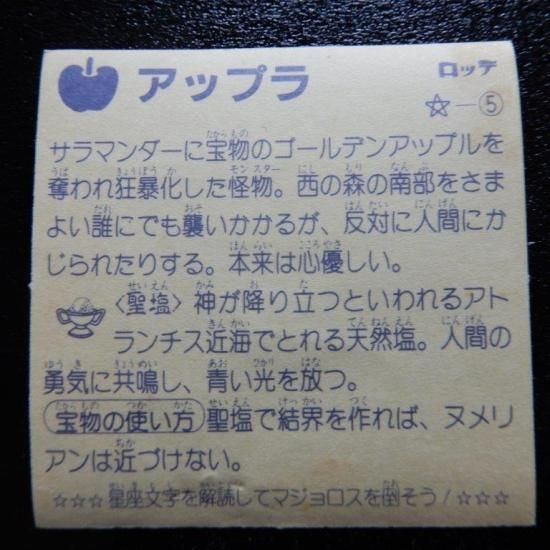 アップラ
ロッテ
☆―⑤
サラマンダーに宝物のゴールデンアップルを
奪われ狂暴化した怪物。西の森の南部をさま
よい誰にでも襲いかかるが、反対に人間にか
じられたりする。本来は心優しい。
〈聖塩〉神が降り立つといわれるアト
ランチス近海でとれる天然塩。人間の
勇気に共鳴し、青い光を放つ。
宝物の使い方 聖塩で結界を作れば、ヌメリ
アンは近づけない。
☆☆☆星座文字を解読してマジョロスを倒そう!☆☆☆